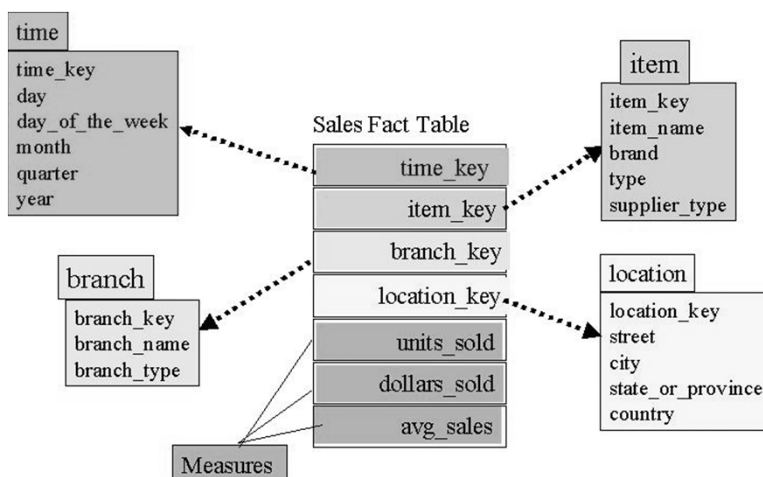 time
time_key
day
day_of_the_week
month
quarter
year
item
item_key
item_name
brand
type
supplier_type
Sales Fact Table
time_key
item_key
branch_key
location_key
units_sold
dollars_sold
avg_sales
branch
branch_key
branch_name
branch_type
location
location_key
street
city
state_or_province
country
Measures